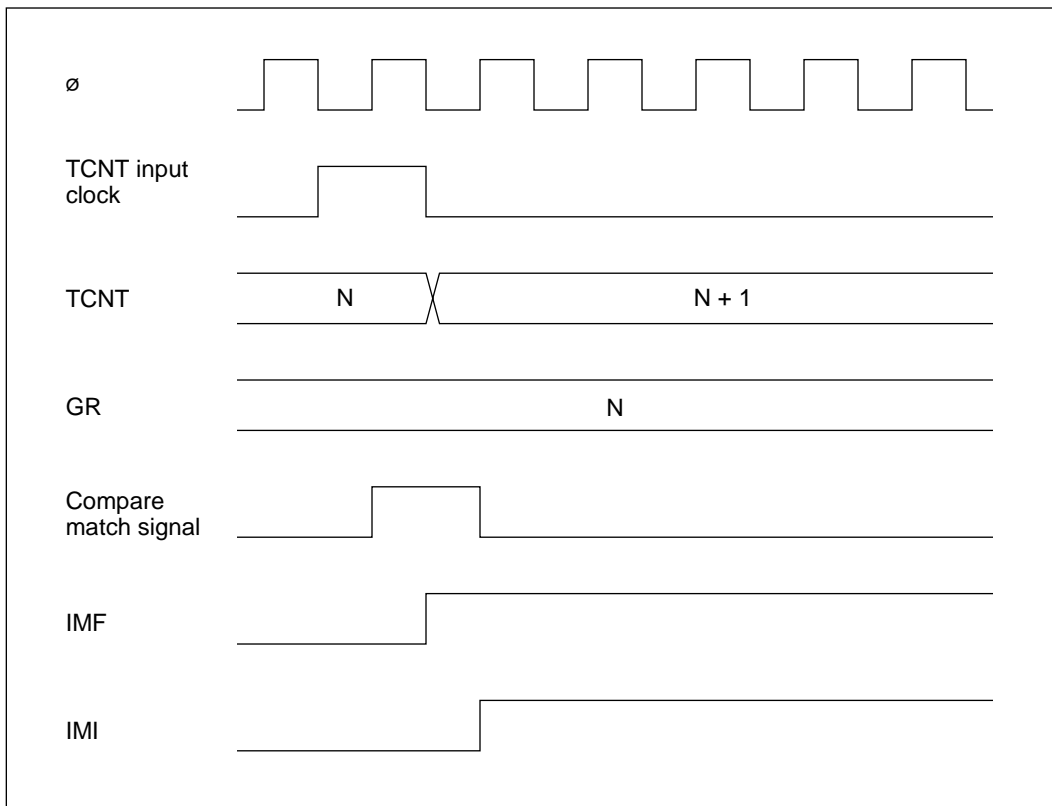 ø
TCNT input
clock
TCNT
N
N + 1
GR
N
Compare
match signal
IMF
IMI